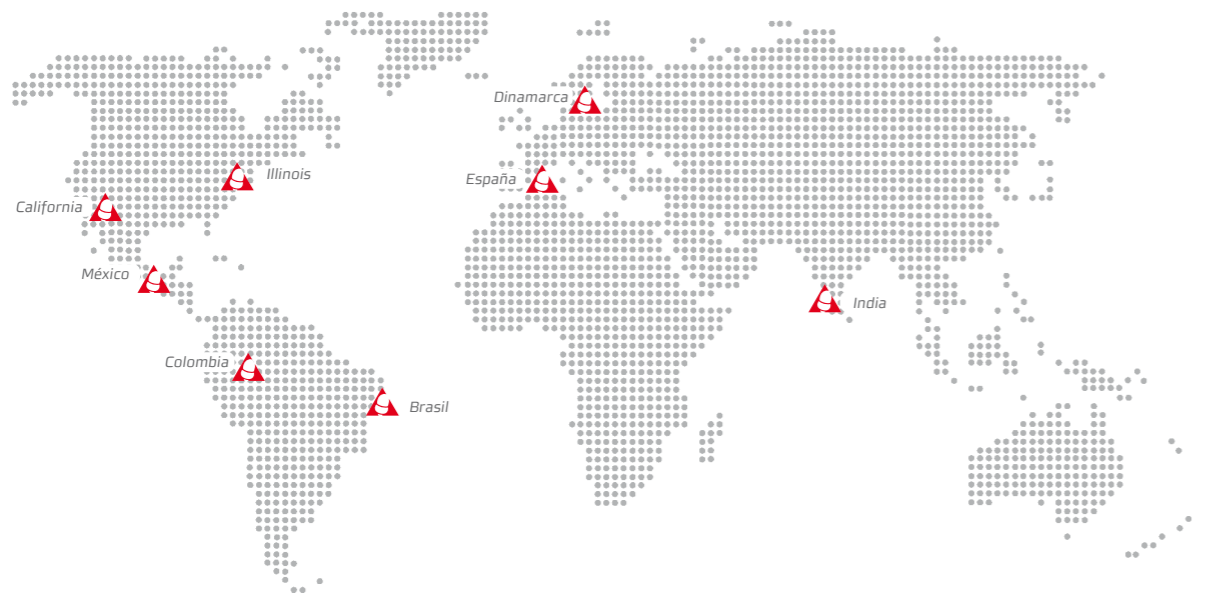 Dinamarca
Illinois
España
California
México
India
Colombia
Brasil